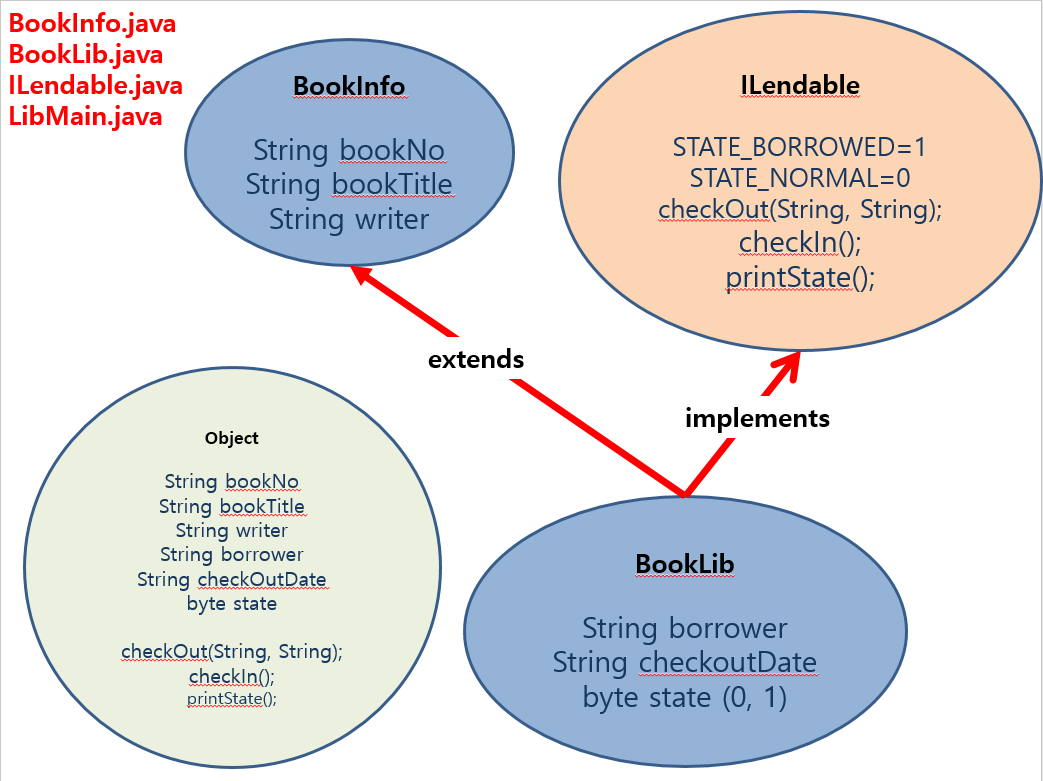 BookInfo.java
BookLib.java
ILendable.java
LibMain.java
BookInfo
String bookNo
String bookTitle
String writer
ILendable
STATE_BORROWED=1
STATE_NORMAL=0
checkOut(String, String);
checkIn();
printState();
extends
implements
Object
String bookNo
String bookTitle
String writer
String borrower
String checkOutDate
byte state
checkOut(String, String);
checkIn();
printState();
BookLib
String borrower
String checkoutDate
byte state (0, 1)